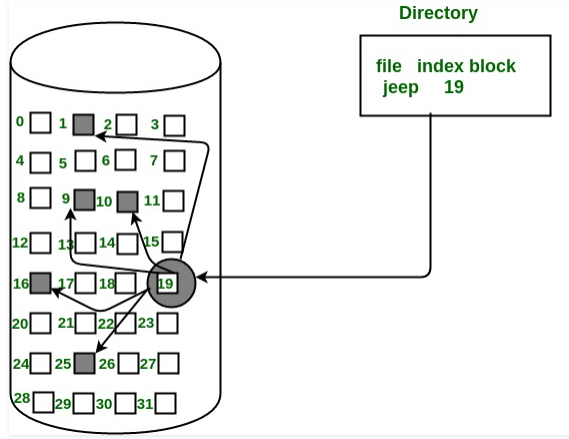 Directory
file index block
jeep 19
0 1 2 3
4 5 6 7
8 9 10 11
12 13 14 15
16 17 18 19
20 21 22 23
24 25 26 27
28 29 30 31